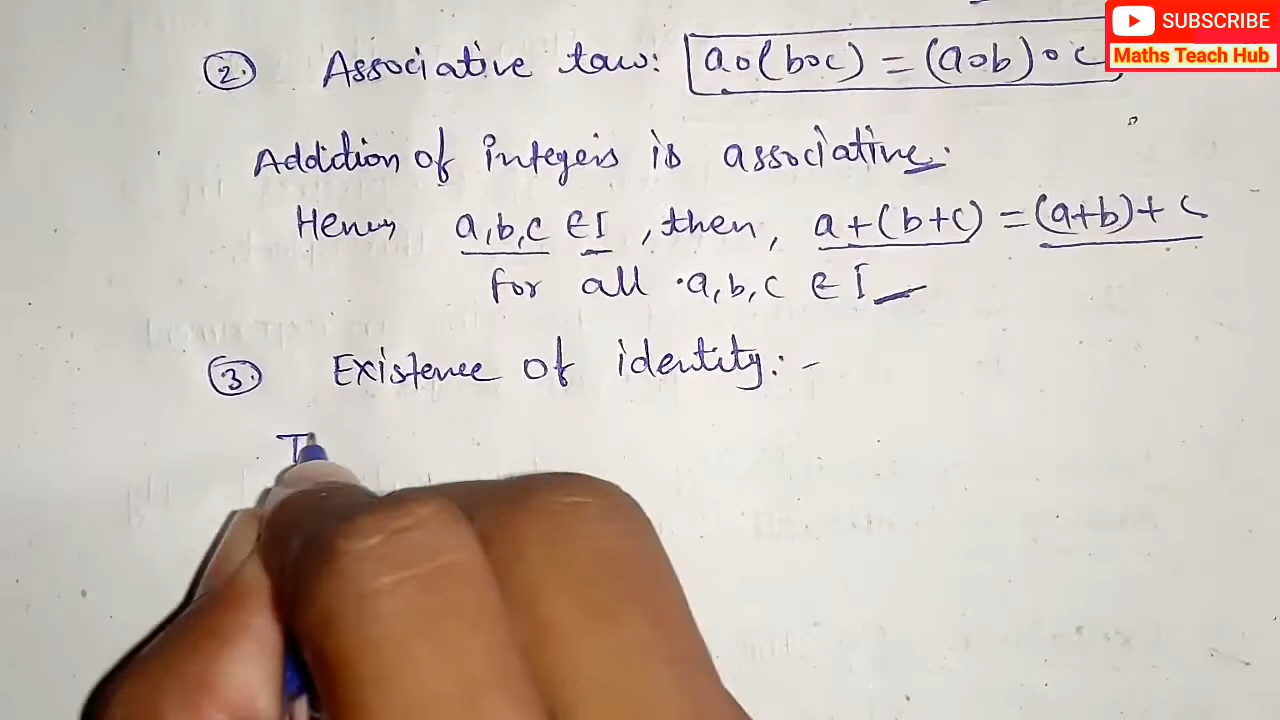 SUBSCRIBE
Maths Teach Hub
2. Associative law: a∘(b∘c) = (a∘b)∘c
Addition of integers is associative.
Hence a,b,c ∈ I, then, a+(b+c) = (a+b)+c
for all a,b,c ∈ I
3. Existence of identity:-
T